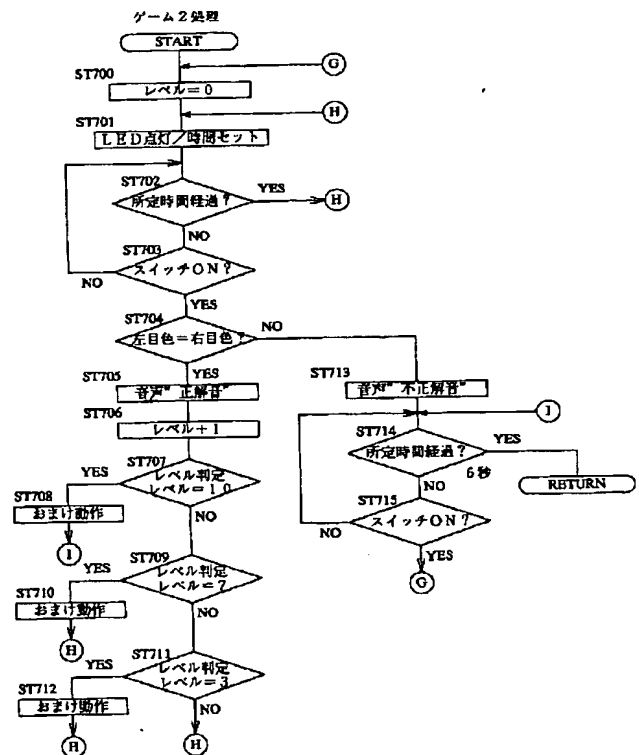 ゲーム2処理
START
G
ST700
レベル=0
H
ST701
LED点灯/時間セット
ST702
所定時間経過?
YES
H
NO
ST703
スイッチON?
NO
YES
ST704
左目色=右目色?
NO
YES
ST705
音声"正解音"
ST706
レベル+1
ST707
レベル判定
レベル=10
YES
NO
ST708
おまけ動作
I
ST709
レベル判定
レベル=7
YES
NO
ST710
おまけ動作
H
ST711
レベル判定
レベル=3
YES
NO
ST712
おまけ動作
H
H
ST713
音声"不正解音"
I
ST714
所定時間経過?
YES
6秒
NO
RETURN
ST715
スイッチON?
NO
YES
G